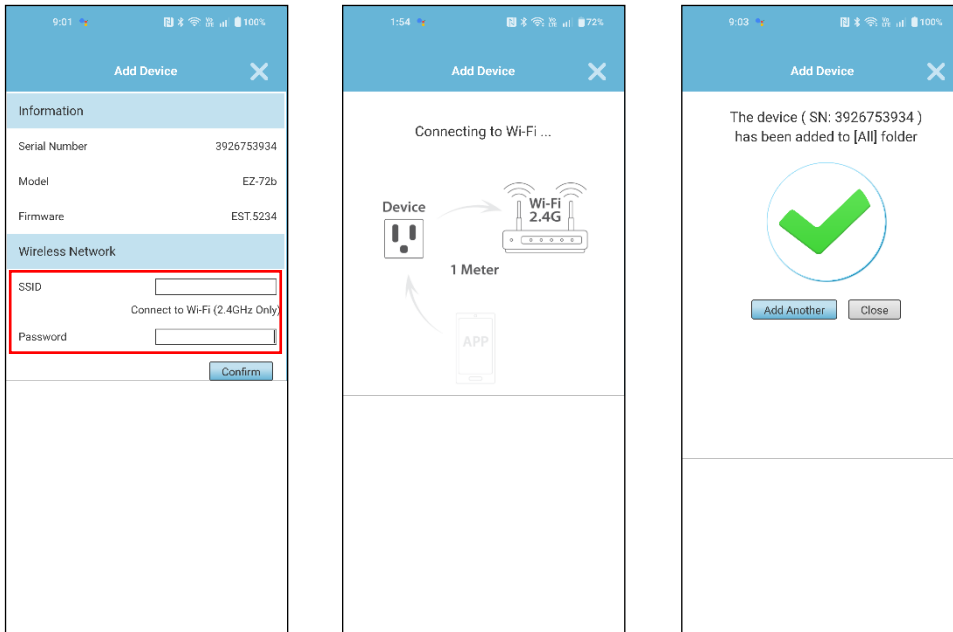 9:01
100%
Add Device
Information
Serial Number 3926753934
Model EZ-72b
Firmware EST.5234
Wireless Network
SSID
Connect to Wi-Fi (2.4GHz Only)
Password
Confirm
1:54
72%
Add Device
Connecting to Wi-Fi ...
Device
Wi-Fi
2.4G
1 Meter
APP
9:03
100%
Add Device
The device ( SN: 3926753934 )
has been added to [All] folder
Add Another Close